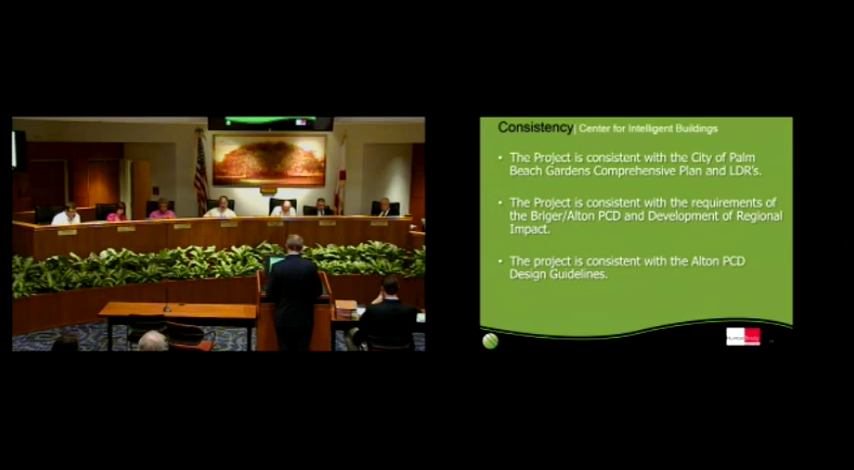 Consistency| Center for Intelligent Buildings
• The Project is consistent with the City of Palm
Beach Gardens Comprehensive Plan and LDR's.
• The Project is consistent with the requirements of
the Briger/Alton PCD and Development of Regional
Impact.
• The project is consistent with the Alton PCD
Design Guidelines.